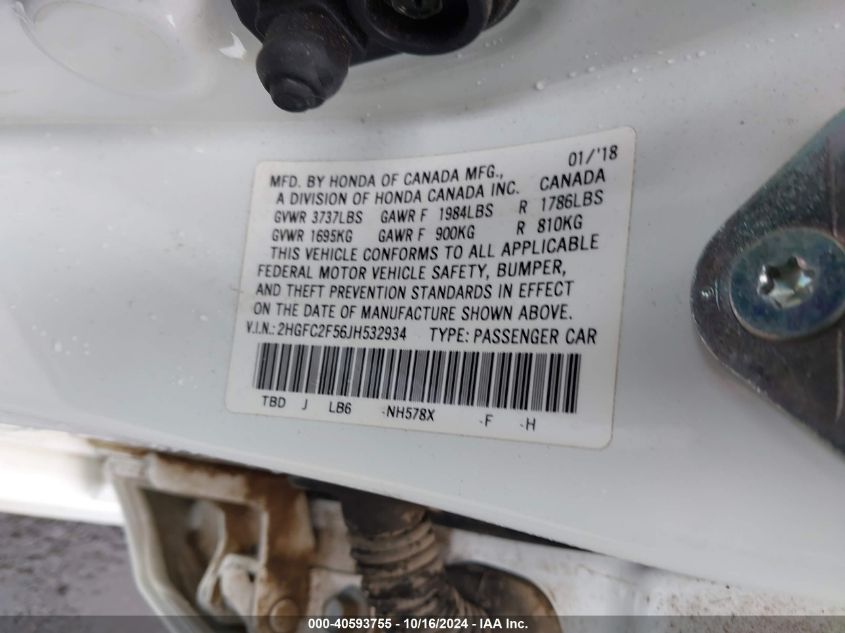 01/'18
MFD. BY HONDA OF CANADA MFG.,
A DIVISION OF HONDA CANADA INC. CANADA
GVWR 3737LBS GAWR F 1984LBS R 1786LBS
GVWR 1695KG GAWR F 900KG R 810KG
THIS VEHICLE CONFORMS TO ALL APPLICABLE
FEDERAL MOTOR VEHICLE SAFETY, BUMPER,
AND THEFT PREVENTION STANDARDS IN EFFECT
ON THE DATE OF MANUFACTURE SHOWN ABOVE.
V.I.N.: 2HGFC2F56JH532934 TYPE: PASSENGER CAR
TBD J LB6 -NH578X -F -H
000-40593755 - 10/16/2024 - IAA Inc.